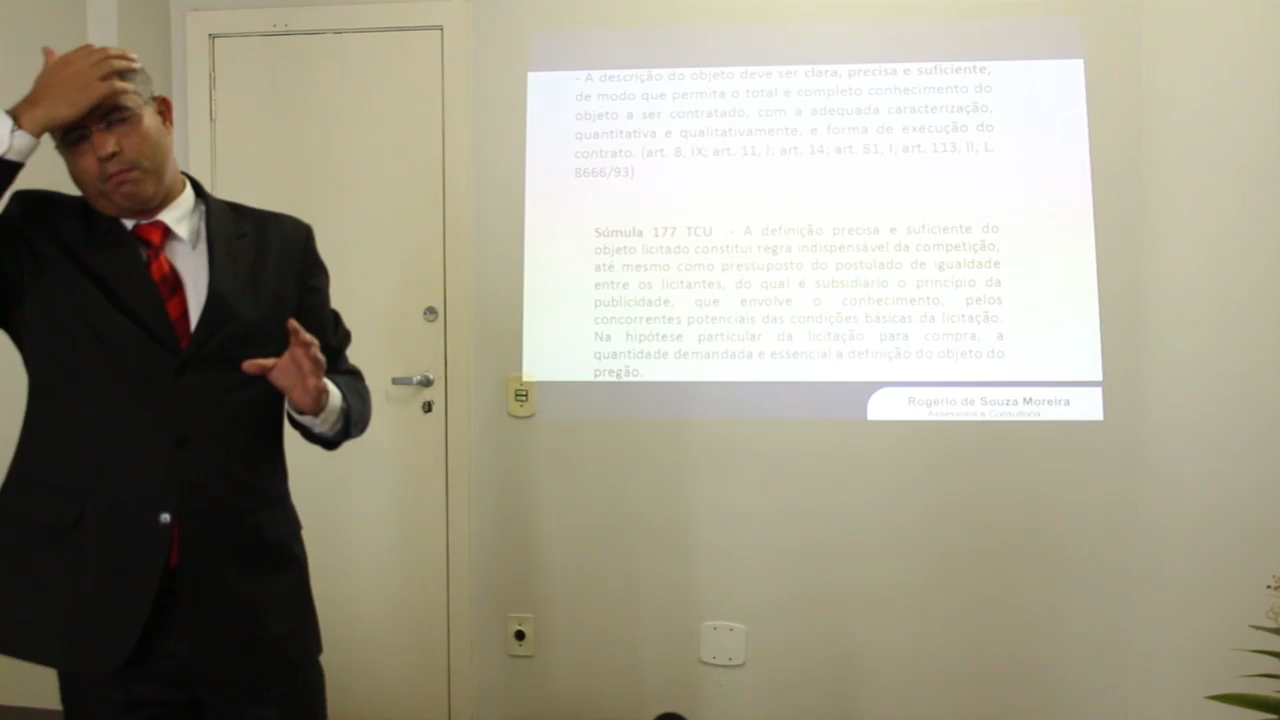 - A descrição do objeto deve ser clara, precisa e suficiente,
de modo que permita o total e completo conhecimento do
objeto a ser contratado, com a adequada caracterização,
quantitativa e qualitativamente, e forma de execução do
contrato. (art. 8, IX; art. 11, I; art. 14; art. 81, I; art. 113, II, L.
8666/93)
Súmula 177 TCU - A definição precisa e suficiente do
objeto licitado constitui regra indispensável da competição,
até mesmo como pressuposto do postulado de igualdade
entre os licitantes, do qual é subsidiário o princípio da
publicidade, que envolve o conhecimento, pelos
concorrentes potenciais das condições básicas da licitação.
Na hipótese particular da licitação para compra, a
quantidade demandada e essencial a definição do objeto do
pregão.
Rogério de Souza Moreira
Assessoria e Consultoria